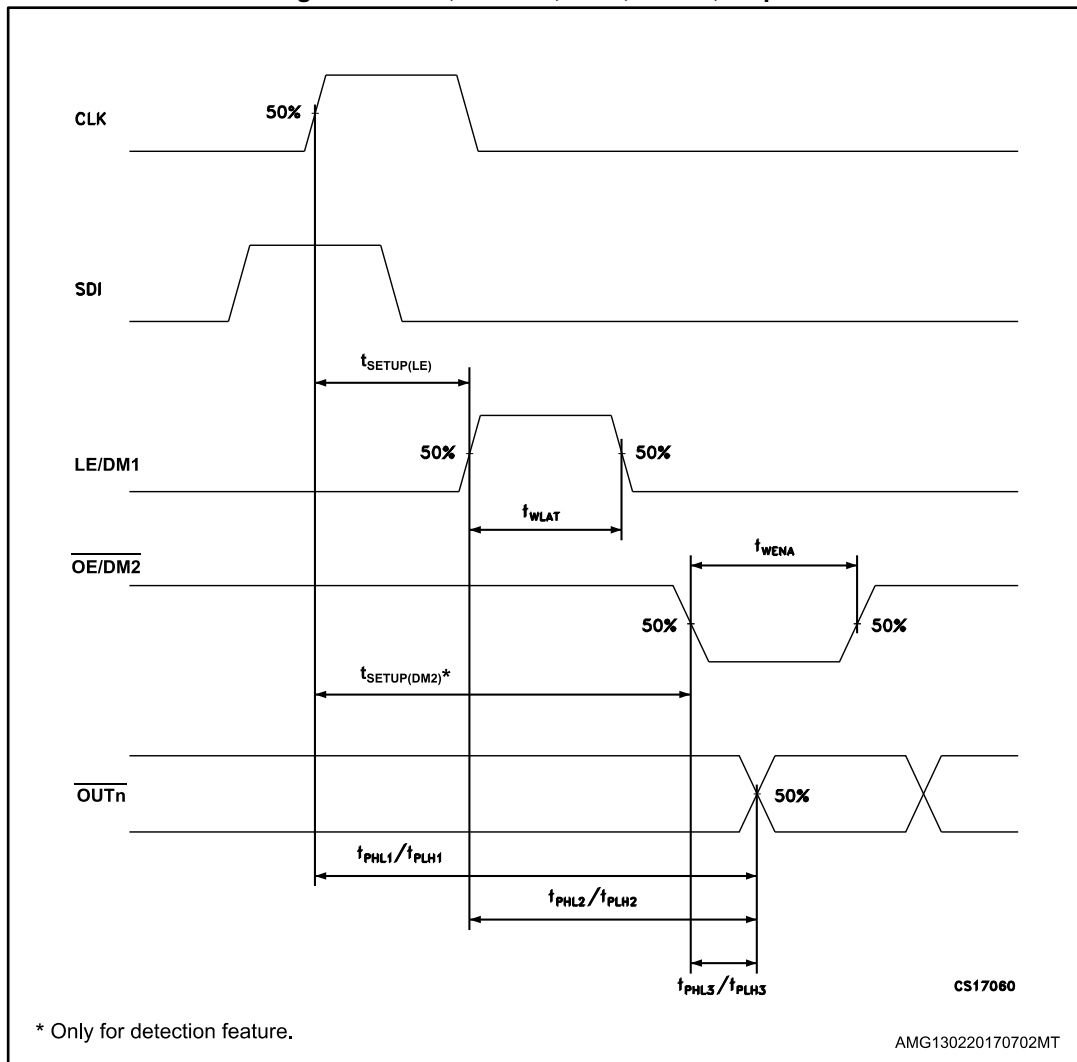 CLK
50%
SDI
tSETUP(LE)
LE/DM1
50%
50%
tWLAT
OE/DM2
tWENA
50%
50%
tSETUP(DM2)*
OUTn
50%
tPHL1/tPLH1
tPHL2/tPLH2
tPHL3/tPLH3
CS17060
* Only for detection feature.
AMG130220170702MT